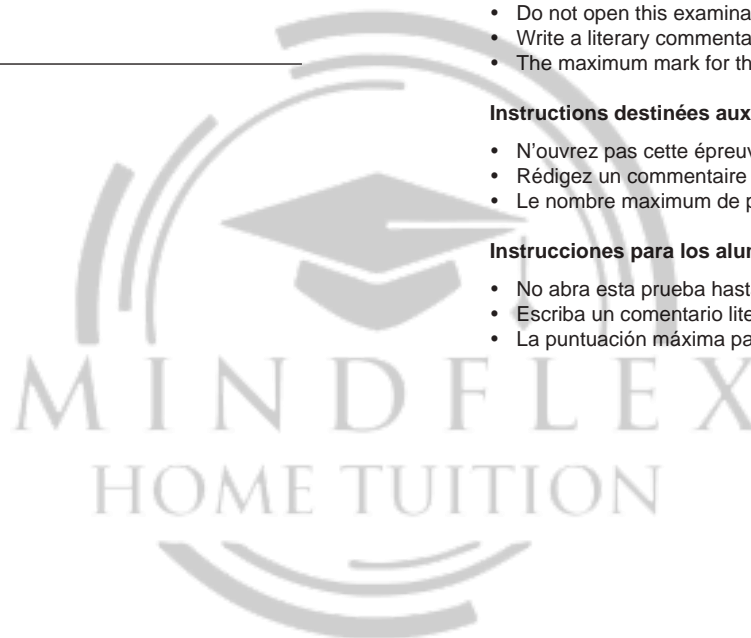 • Do not open this examina
• Write a literary commenta
• The maximum mark for th
Instructions destinées aux
• N'ouvrez pas cette épreuv
• Rédigez un commentaire
• Le nombre maximum de p
Instrucciones para los alur
• No abra esta prueba hast
• Escriba un comentario lite
• La puntuación máxima pa
MINDFLEX
HOME TUITION